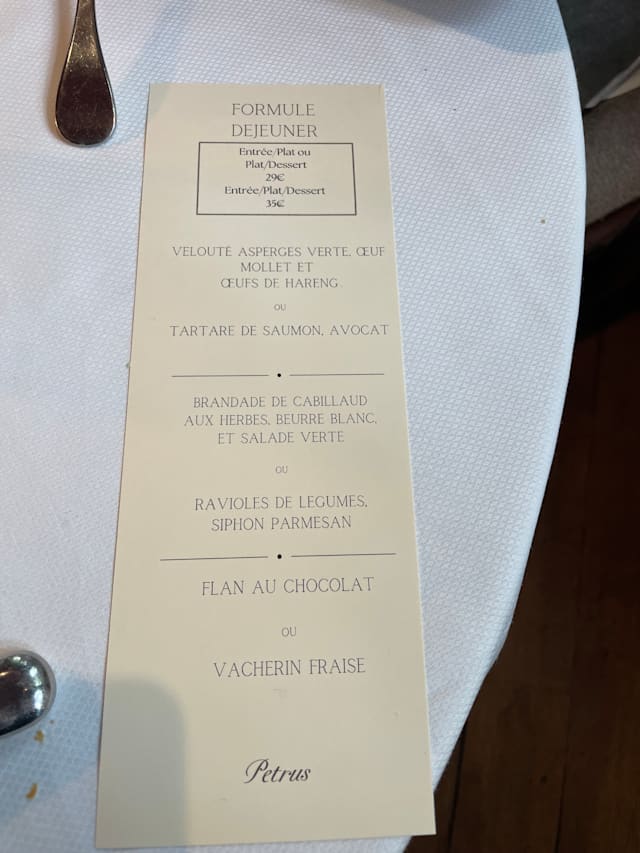 FORMULE
DEJEUNER
Entrée/Plat ou
Plat/Dessert
29€
Entrée/Plat/Dessert
35€
VELOUTÉ ASPERGES VERTE, ŒUF
MOLLET ET
ŒUFS DE HARENG
OU
TARTARE DE SAUMON, AVOCAT
BRANDADE DE CABILLAUD
AUX HERBES, BEURRE BLANC,
ET SALADE VERTE
OU
RAVIOLES DE LEGUMES,
SIPHON PARMESAN
FLAN AU CHOCOLAT
OU
VACHERIN FRAISE
Petrus